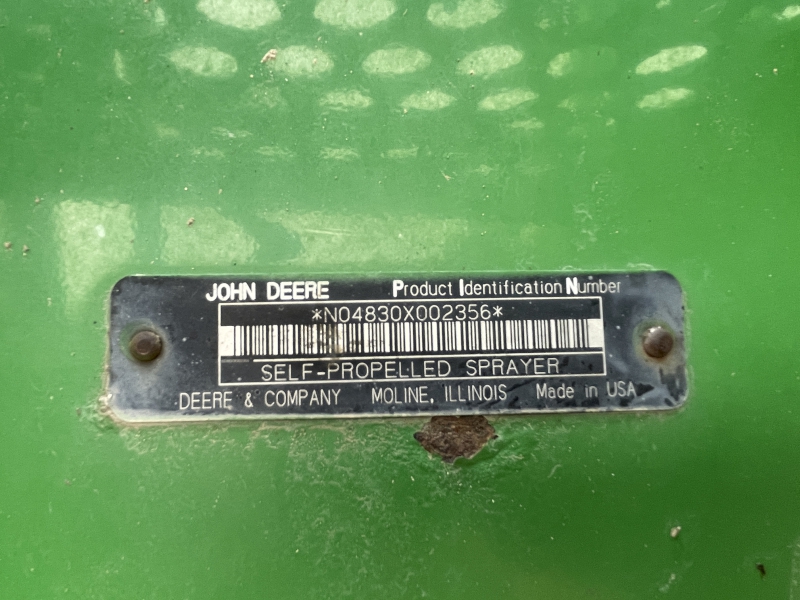 JOHN DEERE Product Identification Number
*N04830X002356*
SELF-PROPELLED SPRAYER
DEERE & COMPANY MOLINE, ILLINOIS Made in USA